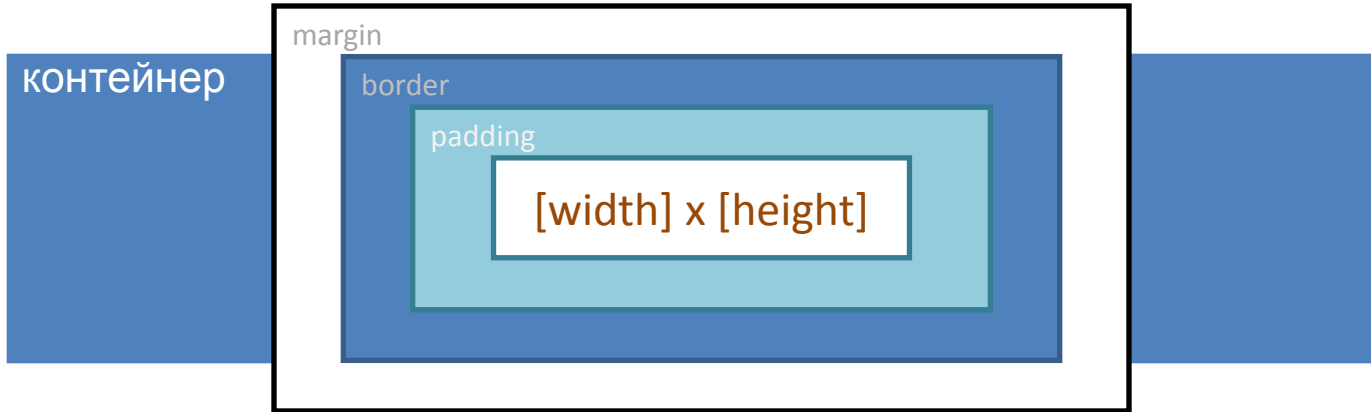 margin
контейнер
border
padding
[width] x [height]